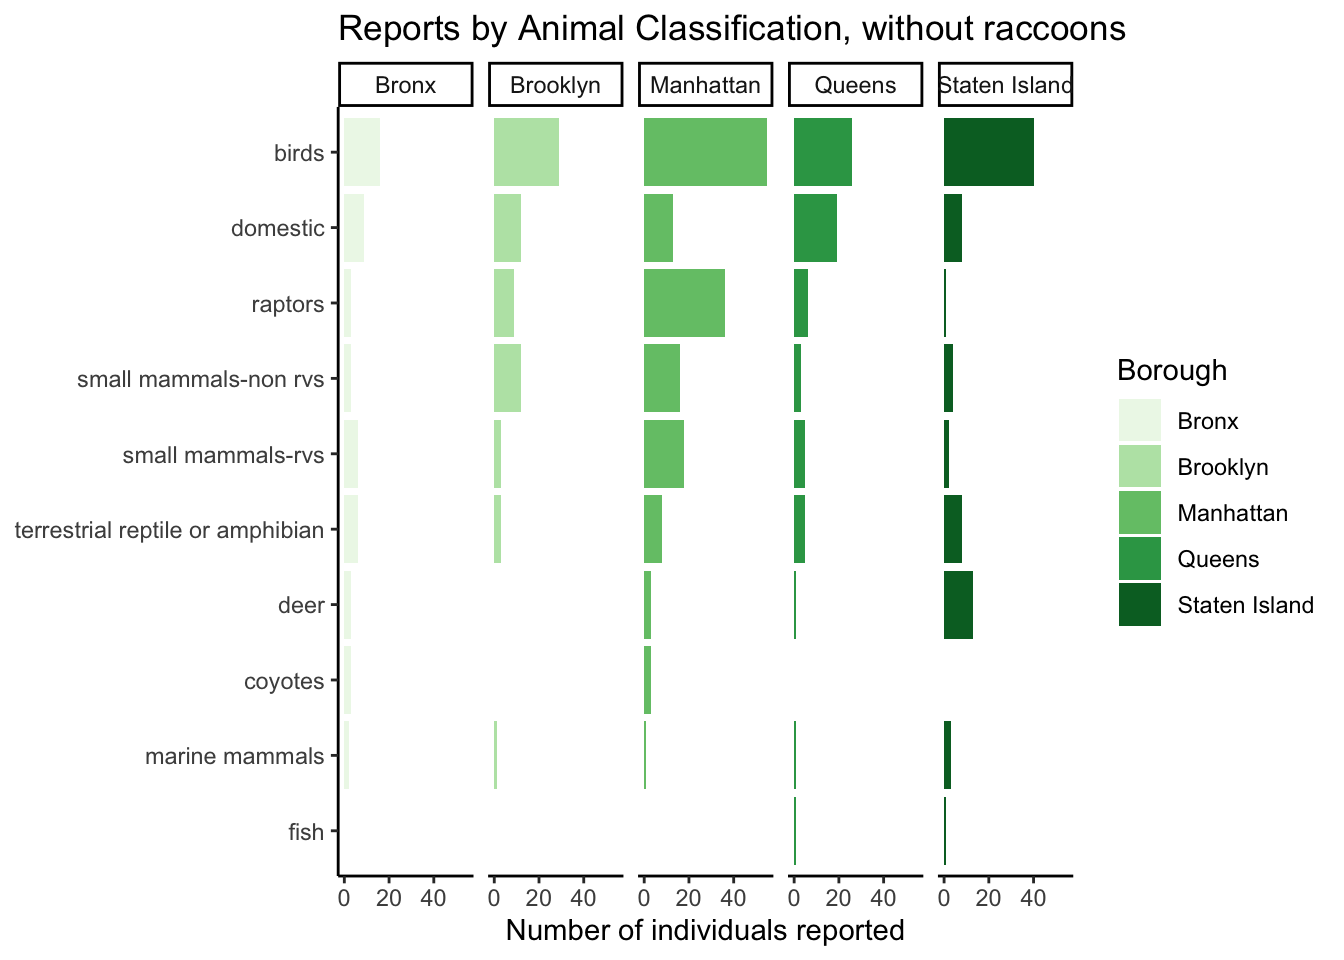 Reports by Animal Classification, without raccoons
Bronx Brooklyn Manhattan Queens Staten Island
birds
domestic
raptors
small mammals-non rvs
small mammals-rvs
terrestrial reptile or amphibian
deer
coyotes
marine mammals
fish
0 20 40 0 20 40 0 20 40 0 20 40 0 20 40
Number of individuals reported
Borough
Bronx
Brooklyn
Manhattan
Queens
Staten Island